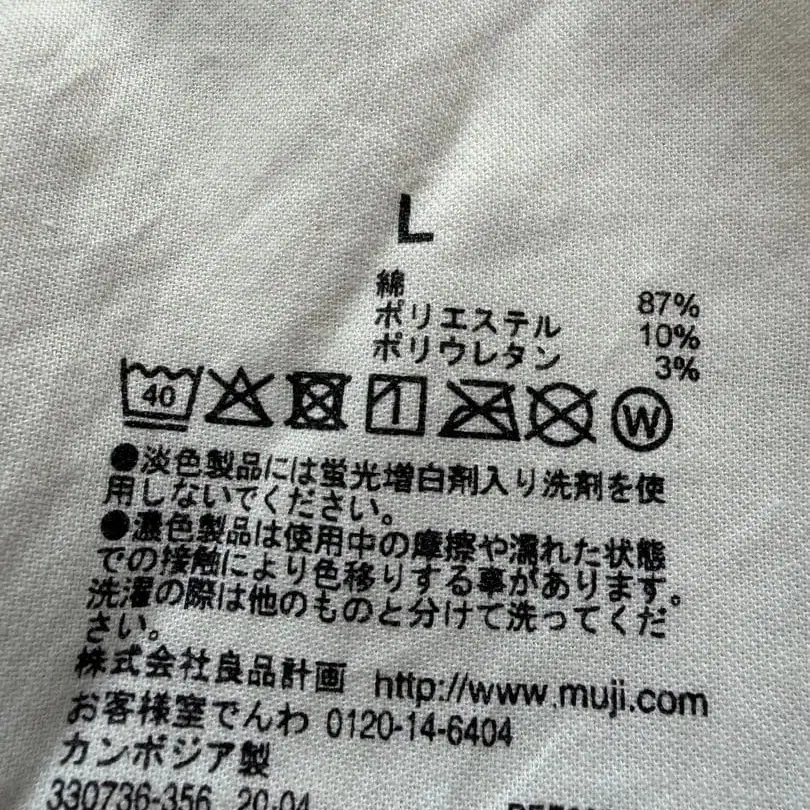 L
綿 87%
ポリエステル 10%
ポリウレタン 3%
40 W
●淡色製品には蛍光増白剤入り洗剤を使
用しないでください。
●濃色製品は使用中の摩擦や濡れた状態
での接触により色移りする事があります。
洗濯の際は他のものと分けて洗ってくだ
さい。
株式会社良品計画 http://www.muji.com
お客様室でんわ 0120-14-6404
カンボジア製
330736-356 20-04